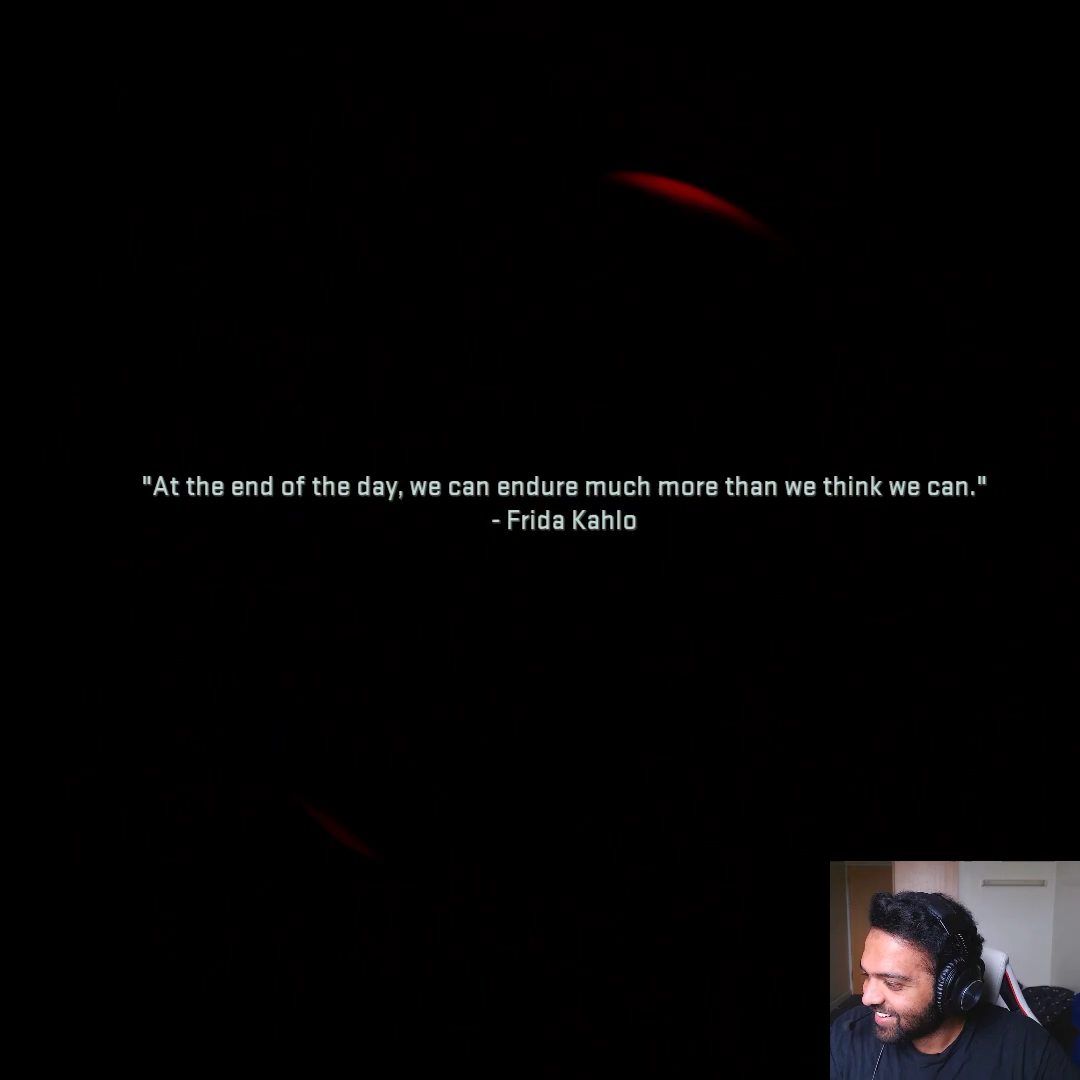 "At the end of the day, we can endure much more than we think we can."
- Frida Kahlo